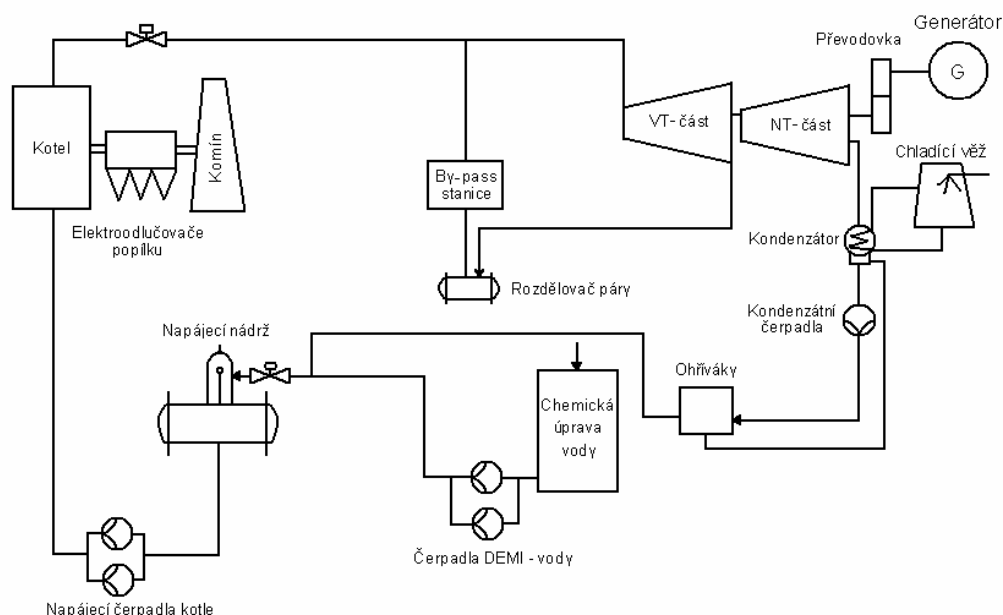 Generátor
Převodovka
G
VT- část
NT- část
Kotel
Komín
Chladící věž
By-pass
stanice
Elektroodlučovače
popílku
Kondenzátor
Rozdělovač páry
Kondenzátní
čerpadla
Napájecí nádrž
Ohříváky
Chemická
úprava
vody
Čerpadla DEMI - vody
Napájecí čerpadla kotle